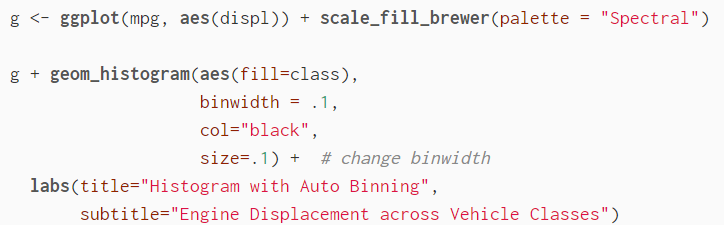 g <- ggplot(mpg, aes(displ)) + scale_fill_brewer(palette = "Spectral")
g + geom_histogram(aes(fill=class),
binwidth = .1,
col="black",
size=.1) +  # change binwidth
labs(title="Histogram with Auto Binning",
subtitle="Engine Displacement across Vehicle Classes")